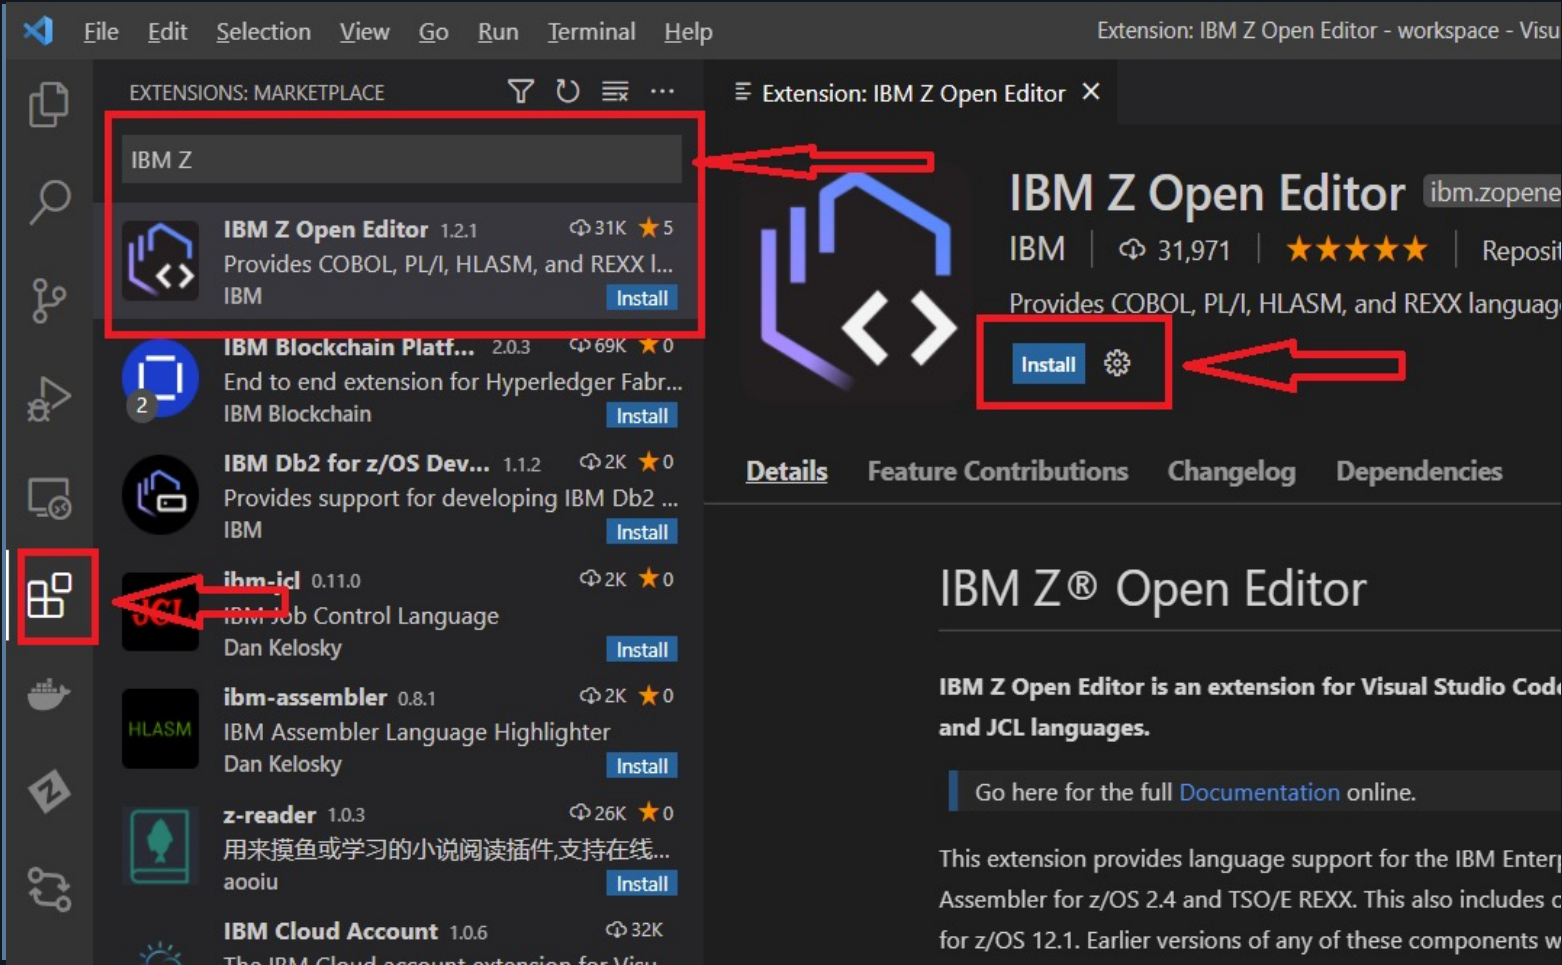 File Edit Selection View Go Run Terminal Help
Extension: IBM Z Open Editor - workspace - Visu
EXTENSIONS: MARKETPLACE
IBM Z
IBM Z Open Editor 1.2.1 31K 5
Provides COBOL, PL/I, HLASM, and REXX l...
IBM
Install
IBM Blockchain Platf... 2.0.3 69K 0
End to end extension for Hyperledger Fabr...
2
IBM Blockchain
Install
IBM Db2 for z/OS Dev... 1.1.2 2K 0
Provides support for developing IBM Db2 ...
IBM
Install
ibm-jcl 0.11.0 2K 0
JCL
IBM Job Control Language
Dan Kelosky
Install
ibm-assembler 0.8.1 2K 0
HLASM
IBM Assembler Language Highlighter
Dan Kelosky
Install
z-reader 1.0.3 26K 0
用来摸鱼或学习的小说阅读插件,支持在线...
aooiu
Install
IBM Cloud Account 1.0.6 32K
The IBM Cloud account extension for Visu
Extension: IBM Z Open Editor
IBM Z Open Editor ibm.zopene
IBM 31,971 Reposit
Provides COBOL, PL/I, HLASM, and REXX languag
Install
Details Feature Contributions Changelog Dependencies
IBM Z® Open Editor
IBM Z Open Editor is an extension for Visual Studio Code
and JCL languages.
Go here for the full Documentation online.
This extension provides language support for the IBM Enterp
Assembler for z/OS 2.4 and TSO/E REXX. This also includes
for z/OS 12.1. Earlier versions of any of these components w